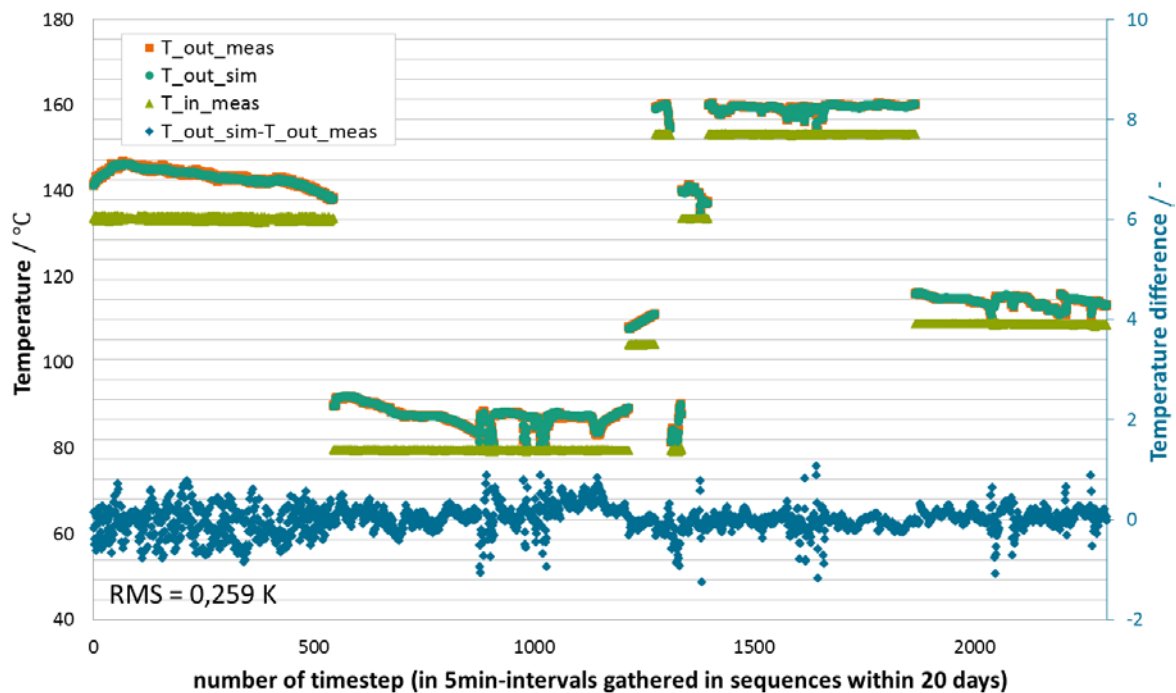 180
160
140
120
100
80
60
40
Temperature / °C
T_out_meas
T_out_sim
T_in_meas
T_out_sim-T_out_meas
RMS = 0,259 K
10
8
6
4
2
0
-2
Temperature difference / -
0
500
1000
1500
2000
number of timestep (in 5min-intervals gathered in sequences within 20 days)